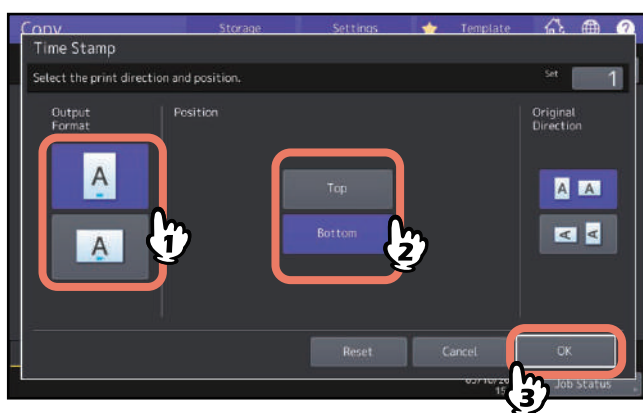 Copy
Storage
Settings
Template
Time Stamp
Select the print direction and position.
Set
1
Output
Format
Position
Original
Direction
A
A
Top
Bottom
A
A
A
A
1
2
Reset
Cancel
OK
Job Status
3